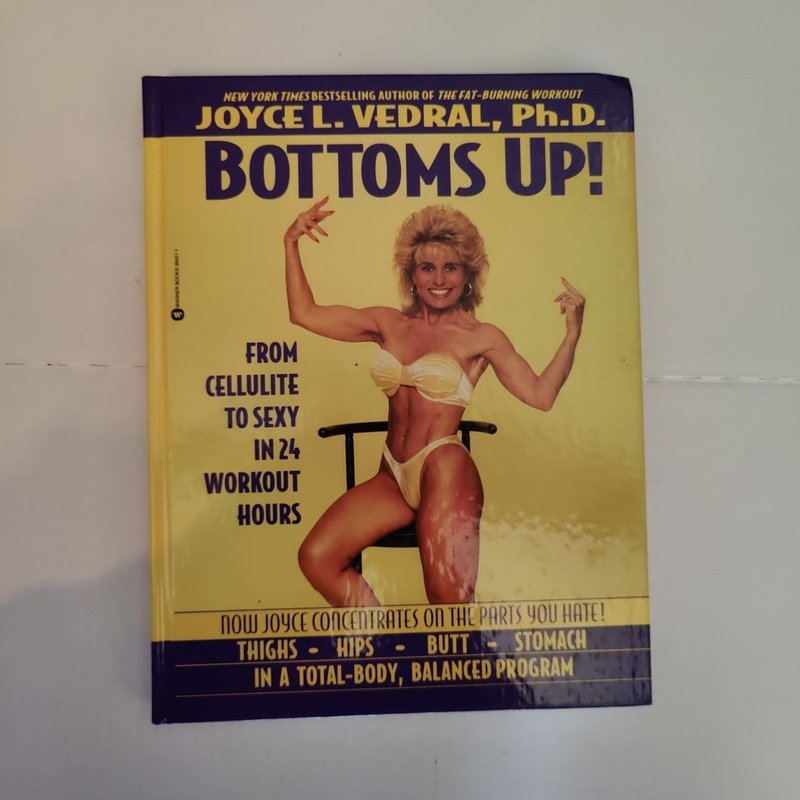 NEW YORK TIMES BESTSELLING AUTHOR OF THE FAT-BURNING WORKOUT
JOYCE L. VEDRAL, Ph.D.
BOTTOMS UP!
FROM
CELLULITE
TO SEXY
IN 24
WORKOUT
HOURS
NOW JOYCE CONCENTRATES ON THE PARTS YOU HATE!
THIGHS - HIPS - BUTT - STOMACH
IN A TOTAL-BODY, BALANCED PROGRAM
WARNER BOOKS